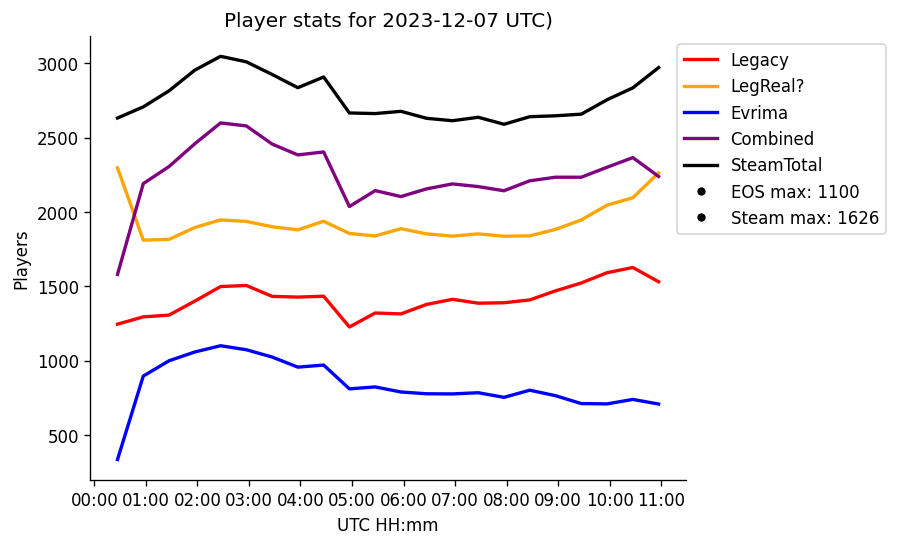 Player stats for 2023-12-07 UTC)
3000
2500
2000
1500
1000
500
Players
00:00 01:00 02:00 03:00 04:00 05:00 06:00 07:00 08:00 09:00 10:00 11:00
UTC HH:mm
Legacy
LegReal?
Evrima
Combined
SteamTotal
EOS max: 1100
Steam max: 1626